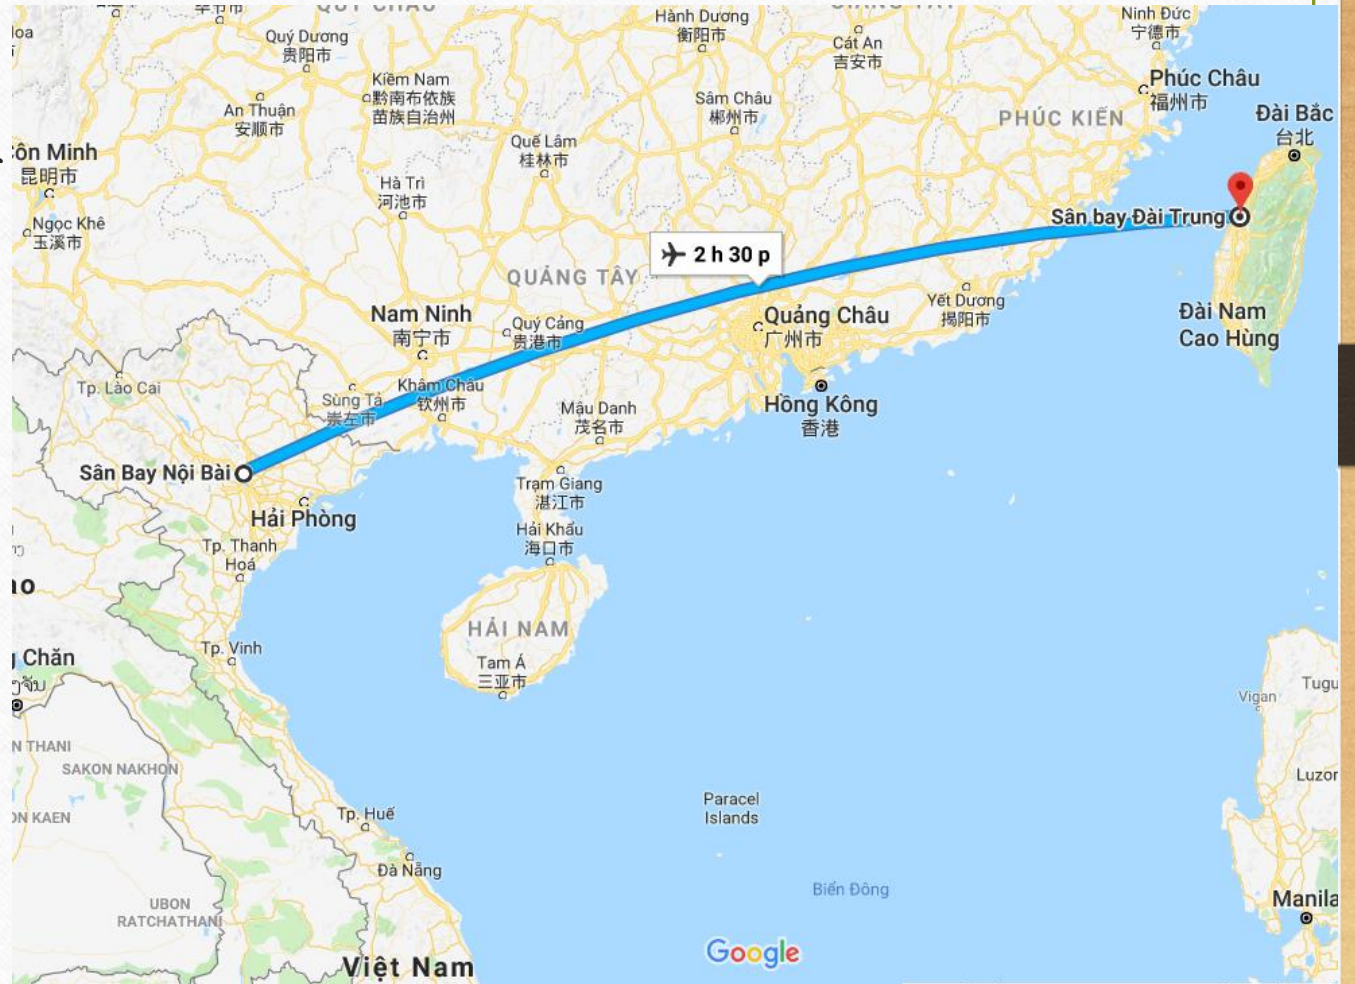 Hành Dương
衡阳市
Ninh Đức
宁德市
Quý Dương
贵阳市
Cát An
吉安市
Kiềm Nam
黔南布依族
苗族自治州
Phúc Châu
福州市
An Thuận
安顺市
Sâm Châu
郴州市
PHÚC KIẾN
Đài Bắc
台北
Quế Lâm
桂林市
ôn Minh
昆明市
Hà Trì
河池市
Ngọc Khê
玉溪市
Sân bay Đài Trung
2 h 30 p
QUẢNG TÂY
Nam Ninh
南宁市
Quý Cảng
贵港市
Quảng Châu
广州市
Yết Dương
揭阳市
Đài Nam
Cao Hùng
Tp. Lào Cai
Sùng Tả
崇左市
Khâm Châu
钦州市
Mậu Danh
茂名市
Hồng Kông
香港
Sân Bay Nội Bài
Hải Phòng
Trạm Giang
湛江市
Hải Khẩu
海口市
Tp. Thanh
Hoá
HẢI NAM
Tp. Vinh
Tam Á
三亚市
Chăn
Vigan
Tugu
N THANI
SAKON NAKHON
Luzor
ON KAEN
Paracel
Islands
Tp. Huế
Đà Nẵng
Biển Đông
UBON
RATCHATHANI
Manila
Google
Việt Nam